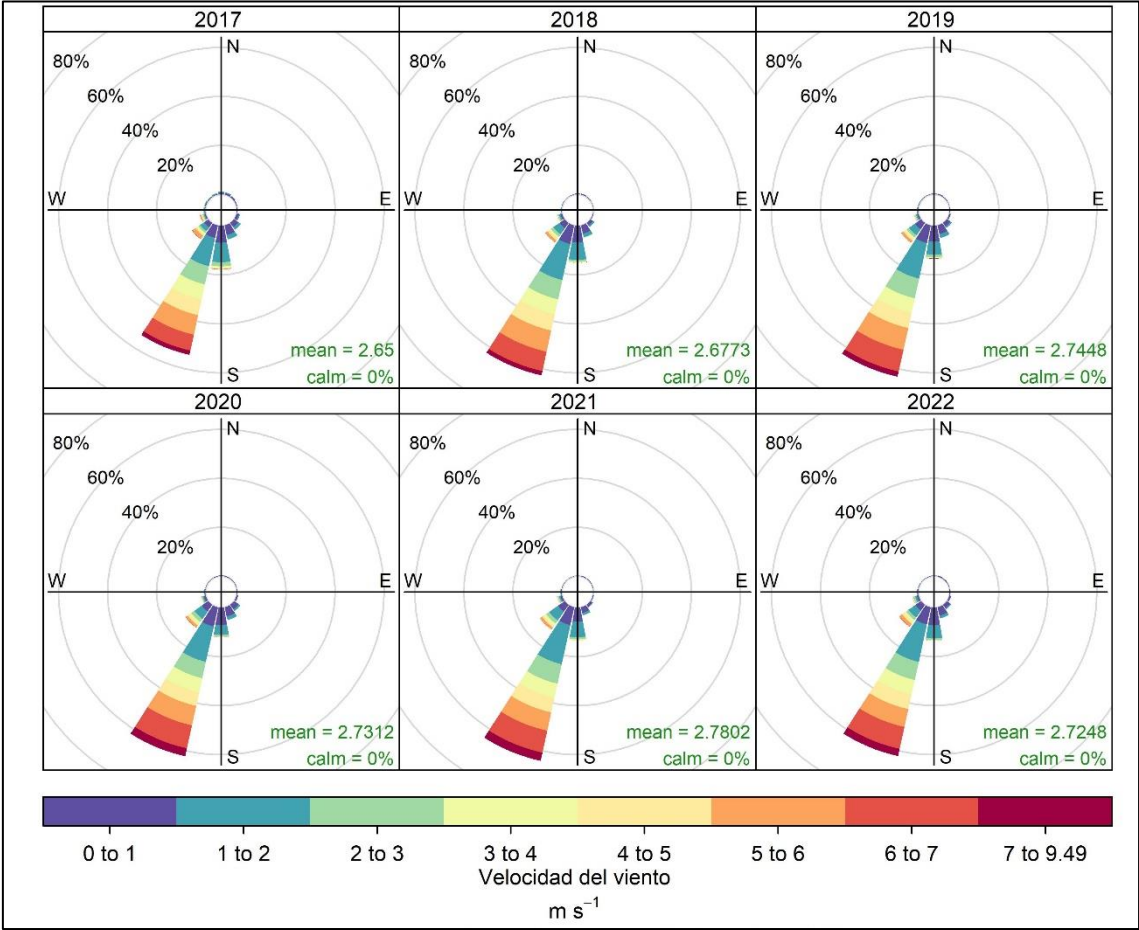 2017
N
80%
60%
40%
20%
W
E
mean = 2.65
calm = 0%
S
2018
N
80%
60%
40%
20%
W
E
mean = 2.6773
calm = 0%
S
2019
N
80%
60%
40%
20%
W
E
mean = 2.7448
calm = 0%
S
2020
N
80%
60%
40%
20%
W
E
mean = 2.7312
calm = 0%
S
2021
N
80%
60%
40%
20%
W
E
mean = 2.7802
calm = 0%
S
2022
N
80%
60%
40%
20%
W
E
mean = 2.7248
calm = 0%
S
0 to 1 1 to 2 2 to 3 3 to 4 4 to 5 5 to 6 6 to 7 7 to 9.49
Velocidad del viento
m s⁻¹